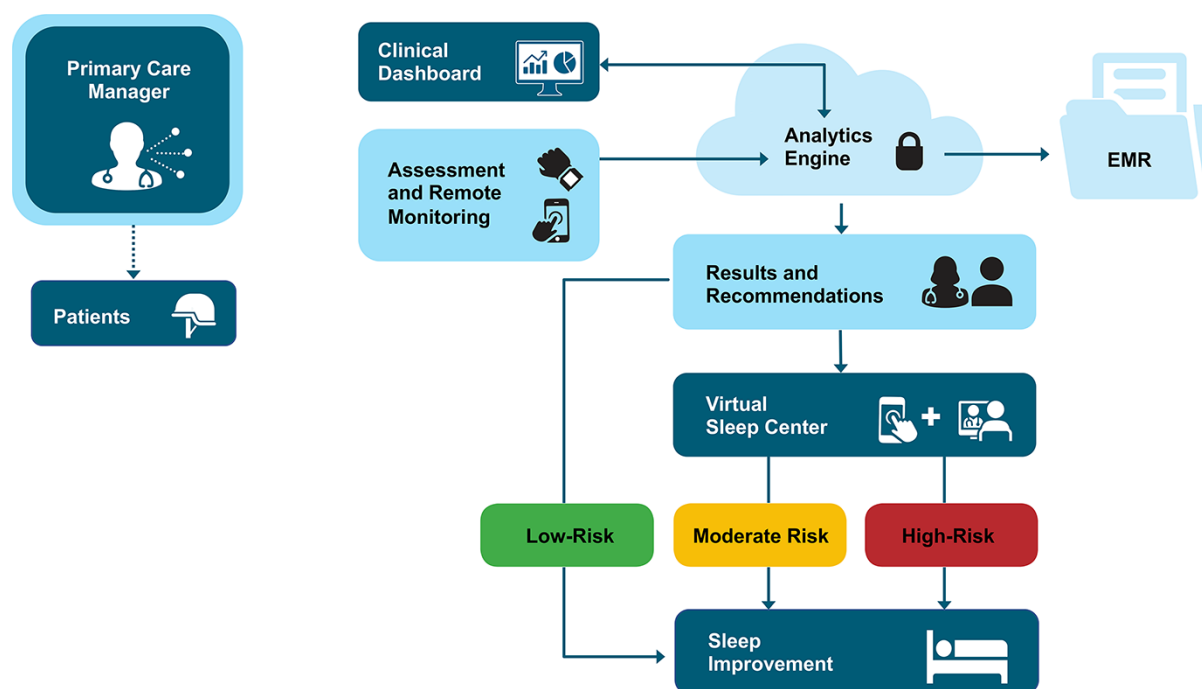 Primary Care
Manager
Patients
Clinical
Dashboard
Assessment
and Remote
Monitoring
Analytics
Engine
EMR
Results and
Recommendations
Virtual
Sleep Center
Low-Risk
Moderate Risk
High-Risk
Sleep
Improvement